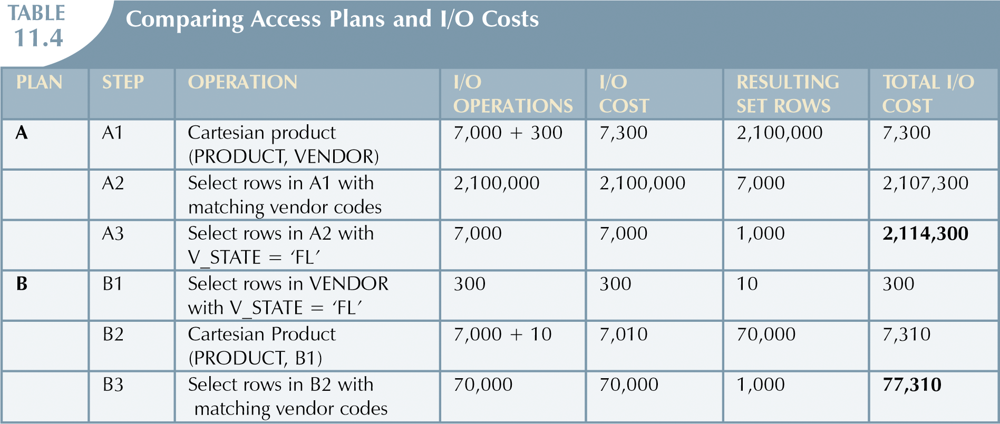 TABLE
11.4
Comparing Access Plans and I/O Costs
PLAN STEP OPERATION I/O OPERATIONS I/O COST RESULTING SET ROWS TOTAL I/O COST
A A1 Cartesian product (PRODUCT, VENDOR) 7,000 + 300 7,300 2,100,000 7,300
A2 Select rows in A1 with matching vendor codes 2,100,000 2,100,000 7,000 2,107,300
A3 Select rows in A2 with V_STATE = ‘FL’ 7,000 7,000 1,000 2,114,300
B B1 Select rows in VENDOR with V_STATE = ‘FL’ 300 300 10 300
B2 Cartesian Product (PRODUCT, B1) 7,000 + 10 7,010 70,000 7,310
B3 Select rows in B2 with matching vendor codes 70,000 70,000 1,000 77,310